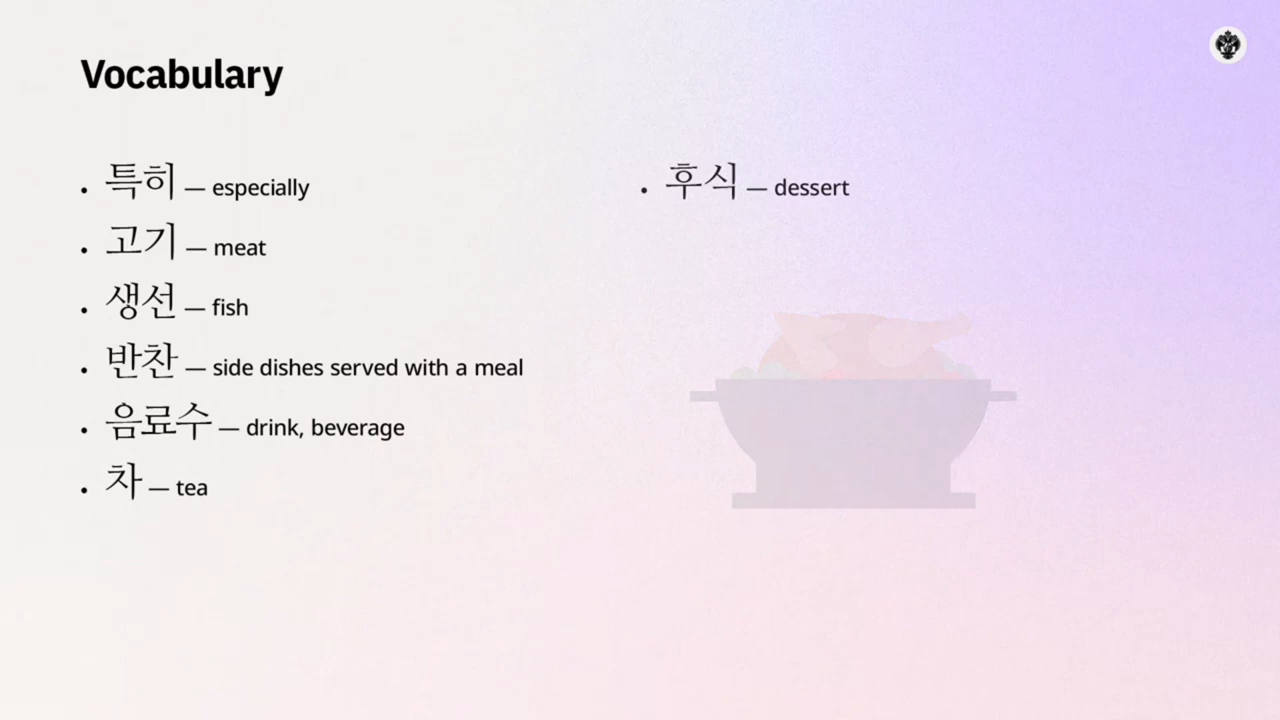 Vocabulary
• 특히 — especially
• 고기 — meat
• 생선 — fish
• 반찬 — side dishes served with a meal
• 음료수 — drink, beverage
• 차 — tea
• 후식 — dessert